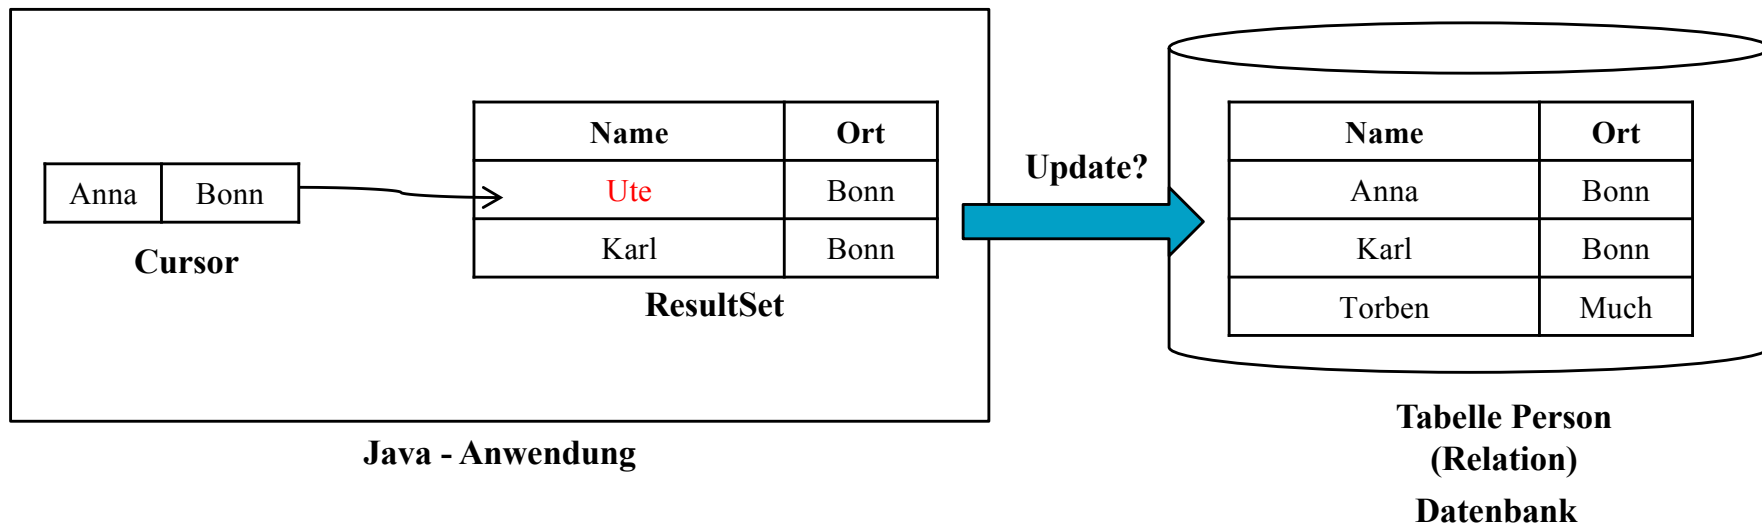 Anna Bonn
Cursor
Name Ort
Ute Bonn
Karl Bonn
ResultSet
Java - Anwendung
Update?
Name Ort
Anna Bonn
Karl Bonn
Torben Much
Tabelle Person
(Relation)
Datenbank